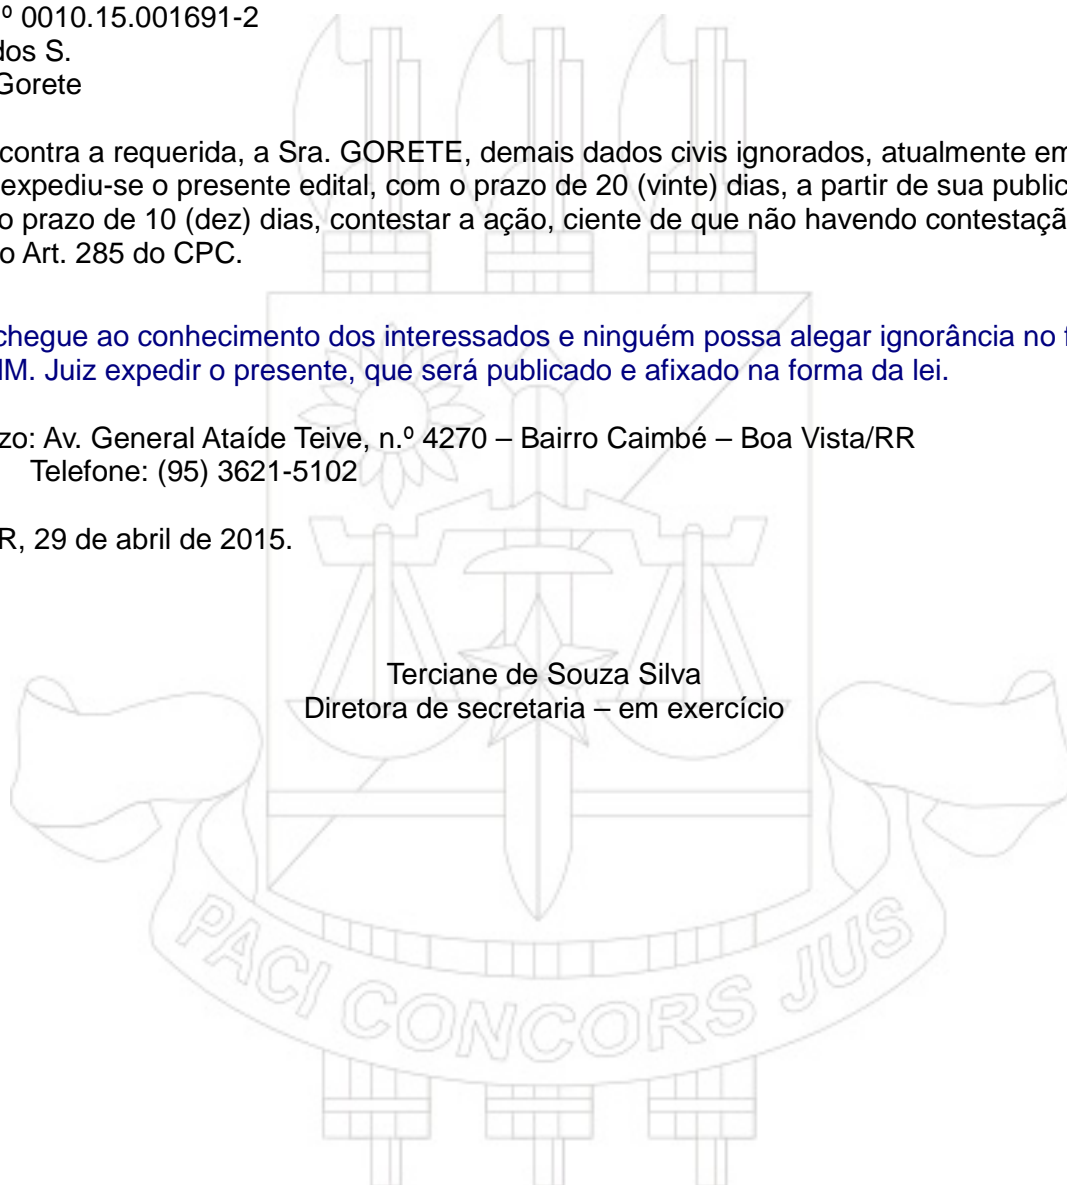 º 0010.15.001691-2
dos S.
Gorete
contra a requerida, a Sra. GORETE, demais dados civis ignorados, atualmente em
expediu-se o presente edital, com o prazo de 20 (vinte) dias, a partir de sua public
o prazo de 10 (dez) dias, contestar a ação, ciente de que não havendo contestaçã
o Art. 285 do CPC.
chegue ao conhecimento dos interessados e ninguém possa alegar ignorância no f
IM. Juiz expedir o presente, que será publicado e afixado na forma da lei.
zo: Av. General Ataíde Teive, n.º 4270 – Bairro Caimbé – Boa Vista/RR
Telefone: (95) 3621-5102
R, 29 de abril de 2015.
Terciane de Souza Silva
Diretora de secretaria – em exercício
PACI CONCORS JUS